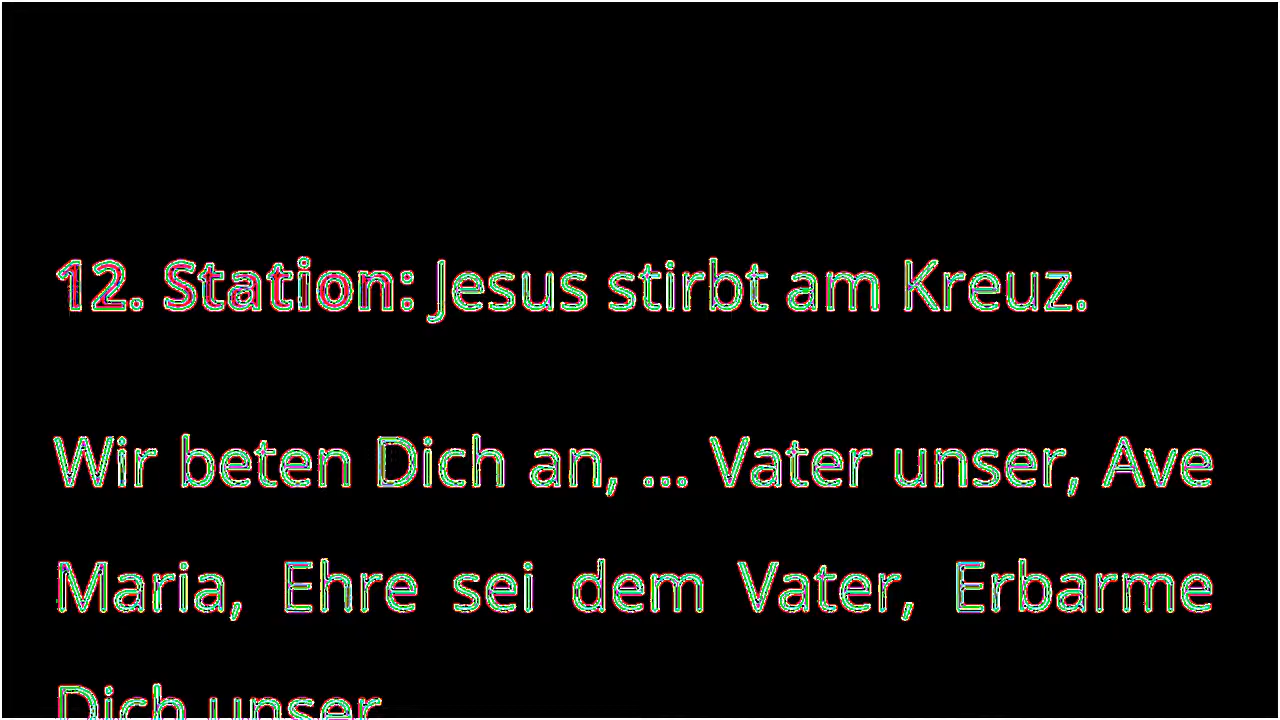 12. Station: Jesus stirbt am Kreuz.
Wir beten Dich an, ... Vater unser, Ave
Maria, Ehre sei dem Vater, Erbarme
Dich unser